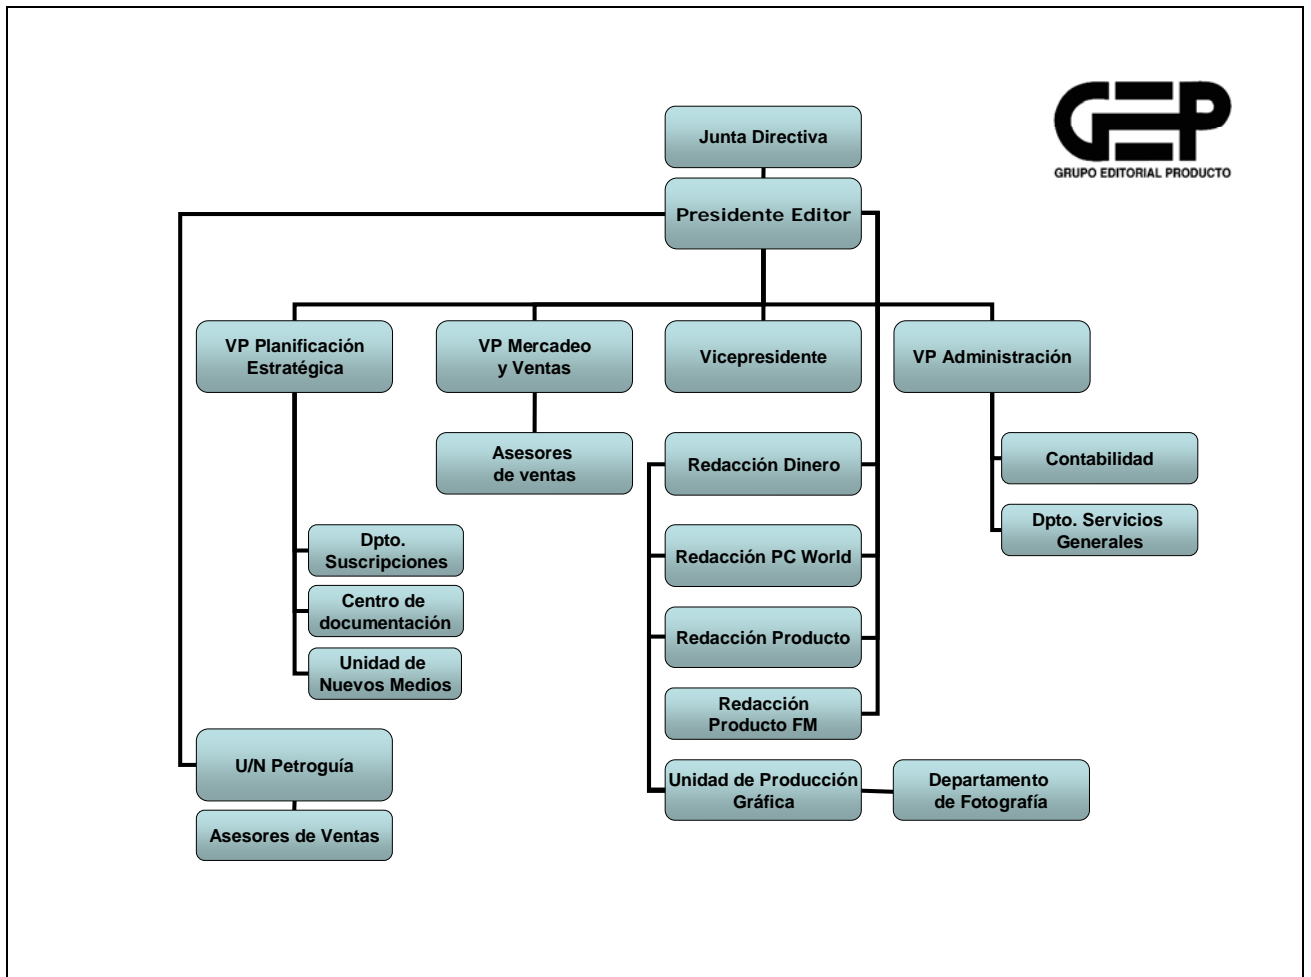 GEP
GRUPO EDITORIAL PRODUCTO
Junta Directiva
Presidente Editor
VP Planificación
Estratégica
VP Mercadeo
y Ventas
Vicepresidente
VP Administración
Asesores
de ventas
Redacción Dinero
Contabilidad
Dpto. Servicios
Generales
Dpto.
Suscripciones
Redacción PC World
Centro de
documentación
Redacción Producto
Unidad de
Nuevos Medios
Redacción
Producto FM
U/N Petroguía
Unidad de Producción
Gráfica
Departamento
de Fotografía
Asesores de Ventas